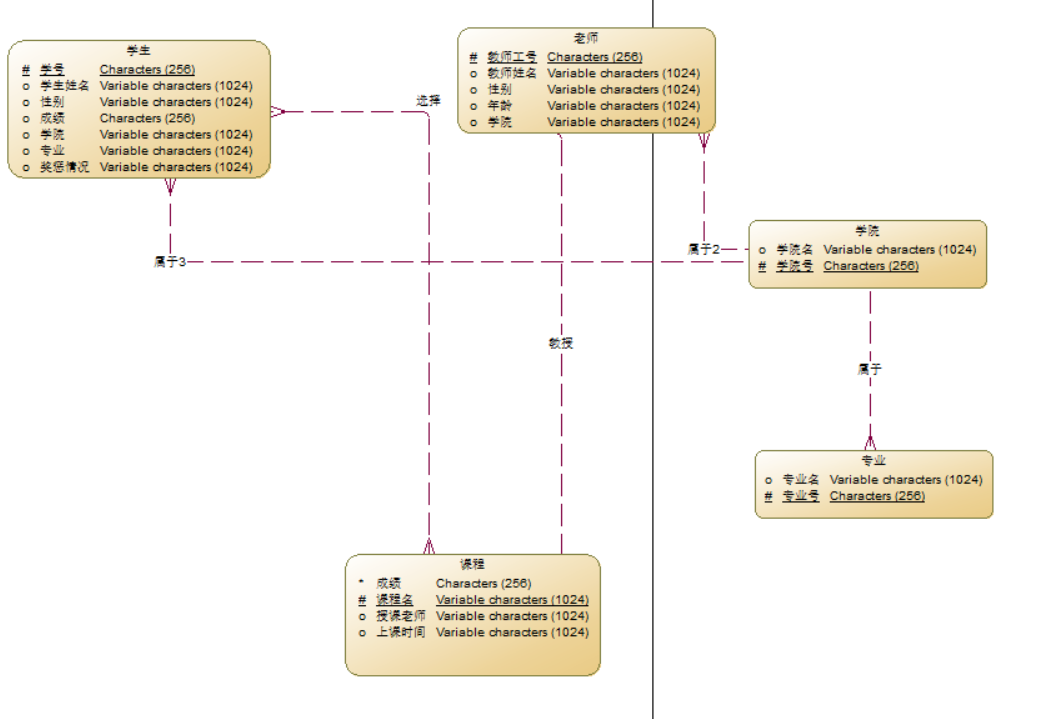 学生
# 学号 Characters (256)
o 学生姓名 Variable characters (1024)
o 性别 Variable characters (1024)
o 成绩 Characters (256)
o 学院 Variable characters (1024)
o 专业 Variable characters (1024)
o 奖惩情况 Variable characters (1024)
老师
# 教师工号 Characters (256)
o 教师姓名 Variable characters (1024)
o 性别 Variable characters (1024)
o 年龄 Variable characters (1024)
o 学院 Variable characters (1024)
选择
属于3
属于2
学院
o 学院名 Variable characters (1024)
# 学院号 Characters (256)
教授
属于
专业
o 专业名 Variable characters (1024)
# 专业号 Characters (256)
课程
* 成绩 Characters (256)
# 课程名 Variable characters (1024)
o 授课老师 Variable characters (1024)
o 上课时间 Variable characters (1024)